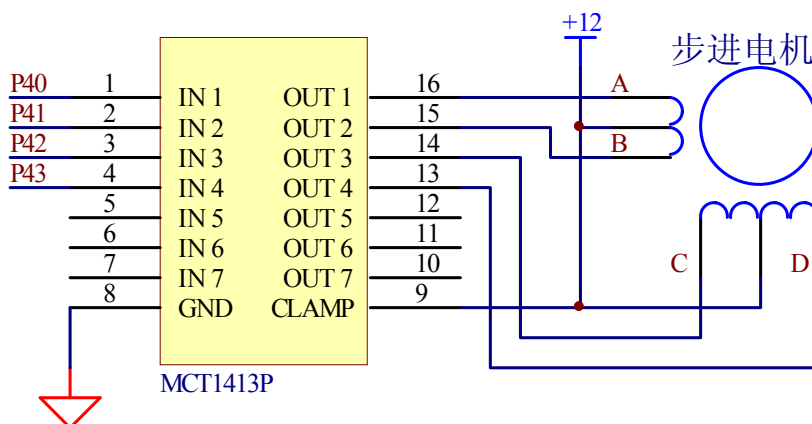 +12
步进电机
P40 1 IN 1 OUT 1 16 A
P41 2 IN 2 OUT 2 15
P42 3 IN 3 OUT 3 14 B
P43 4 IN 4 OUT 4 13
5 IN 5 OUT 5 12
6 IN 6 OUT 6 11
7 IN 7 OUT 7 10 C D
8 GND CLAMP 9
MCT1413P